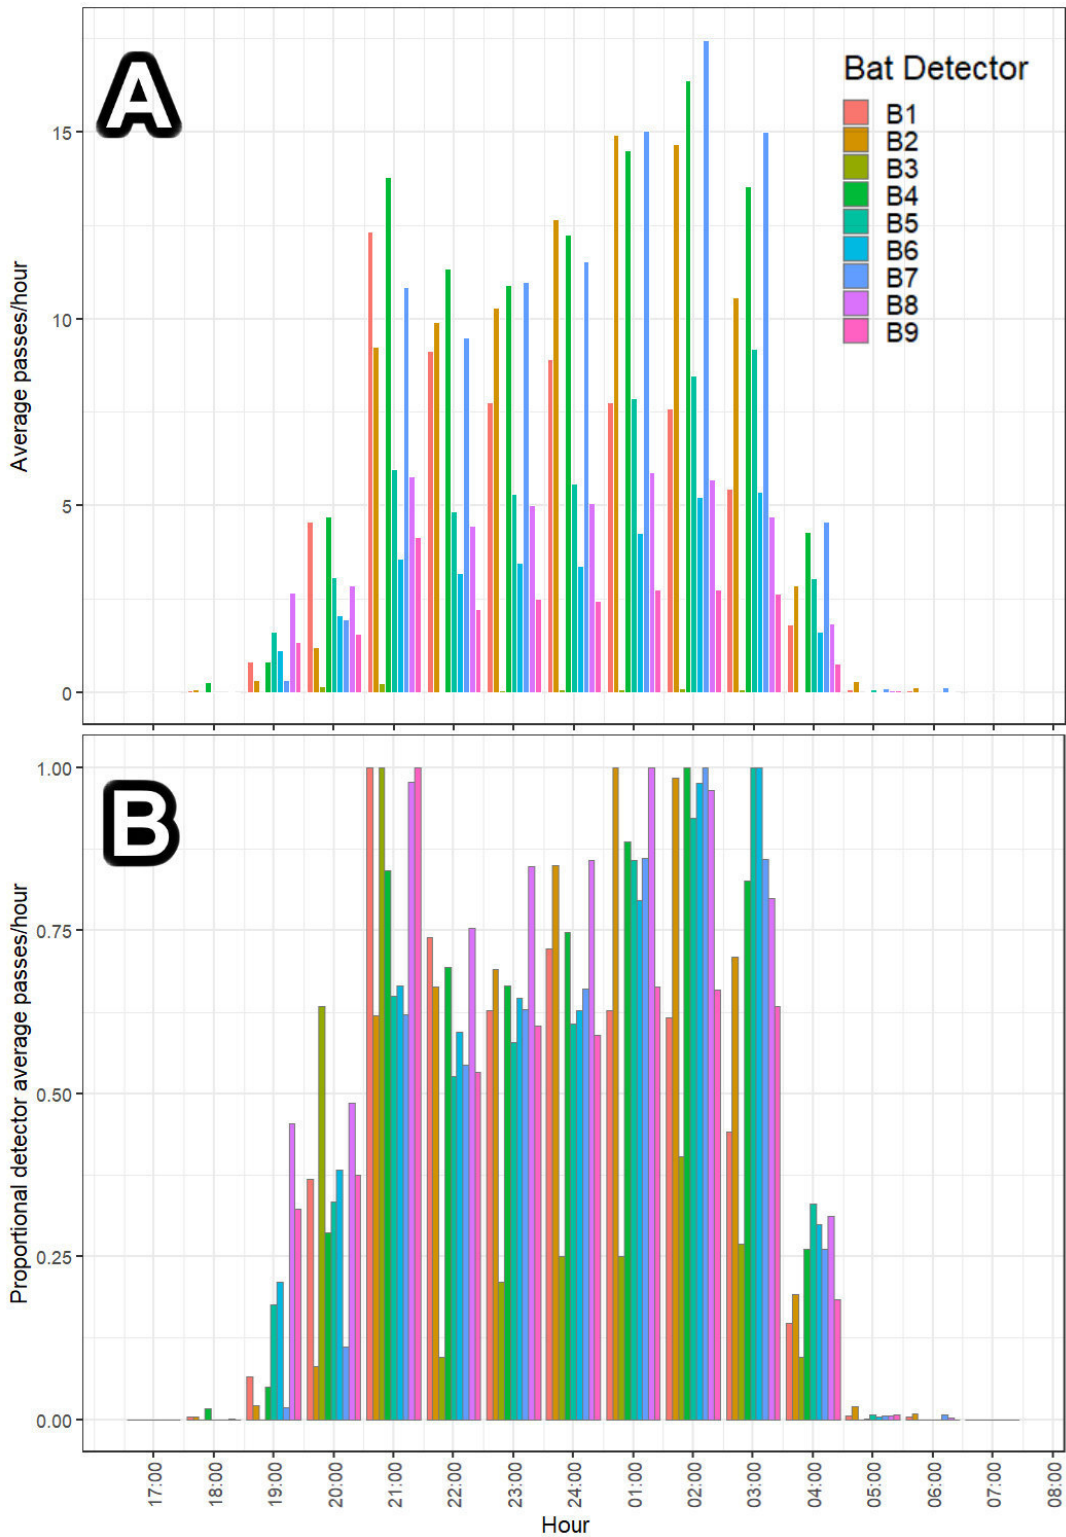 A
Bat Detector
B1
B2
B3
B4
B5
B6
B7
B8
B9
Average passes/hour
15
10
5
0
B
Proportional detector average passes/hour
1.00
0.75
0.50
0.25
0.00
17:00 18:00 19:00 20:00 21:00 22:00 23:00 24:00 01:00 02:00 03:00 04:00 05:00 06:00 07:00 08:00
Hour